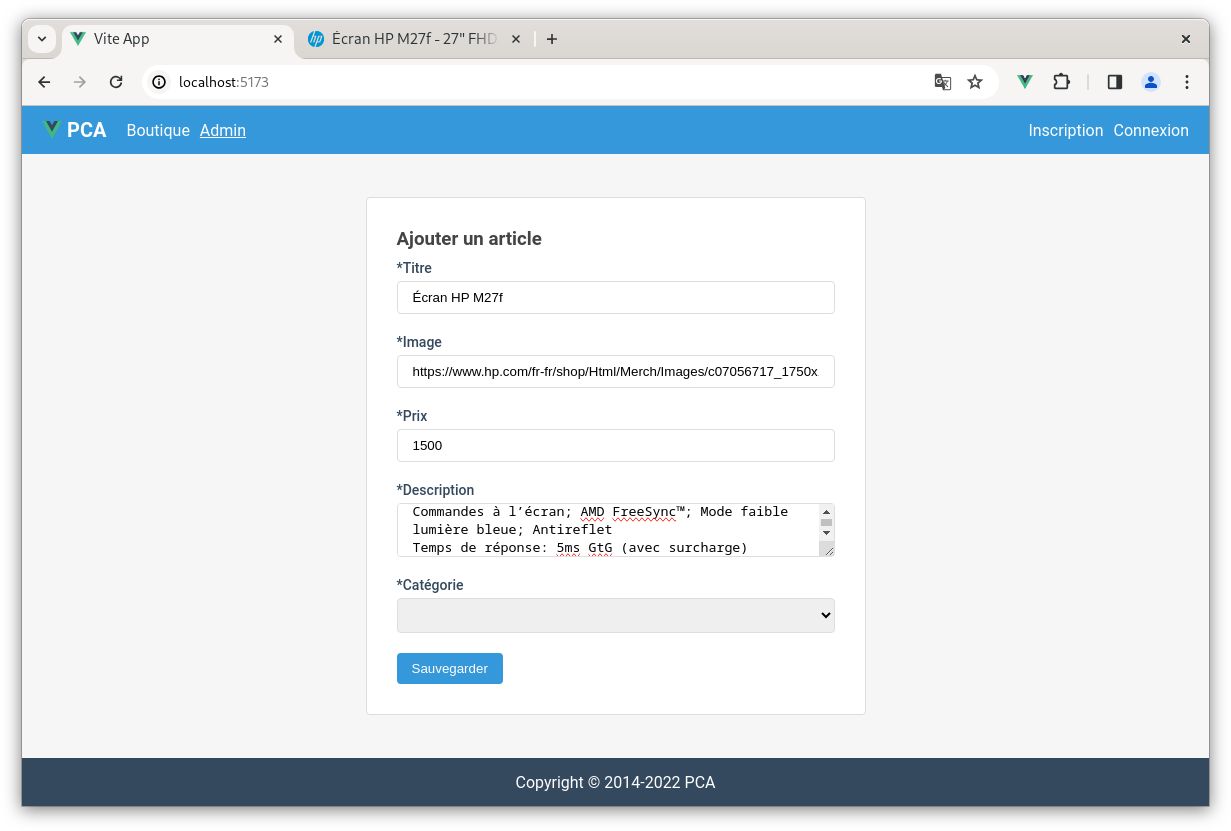 Vite App
Écran HP M27f - 27" FHD
localhost:5173
PCA Boutique Admin Inscription Connexion
Ajouter un article
*Titre
Écran HP M27f
*Image
https://www.hp.com/fr-fr/shop/Html/Merch/Images/c07056717_1750x
*Prix
1500
*Description
Commandes à l’écran; AMD FreeSync™; Mode faible
lumière bleue; Antireflet
Temps de réponse: 5ms GtG (avec surcharge)
*Catégorie
Sauvegarder
Copyright © 2014-2022 PCA